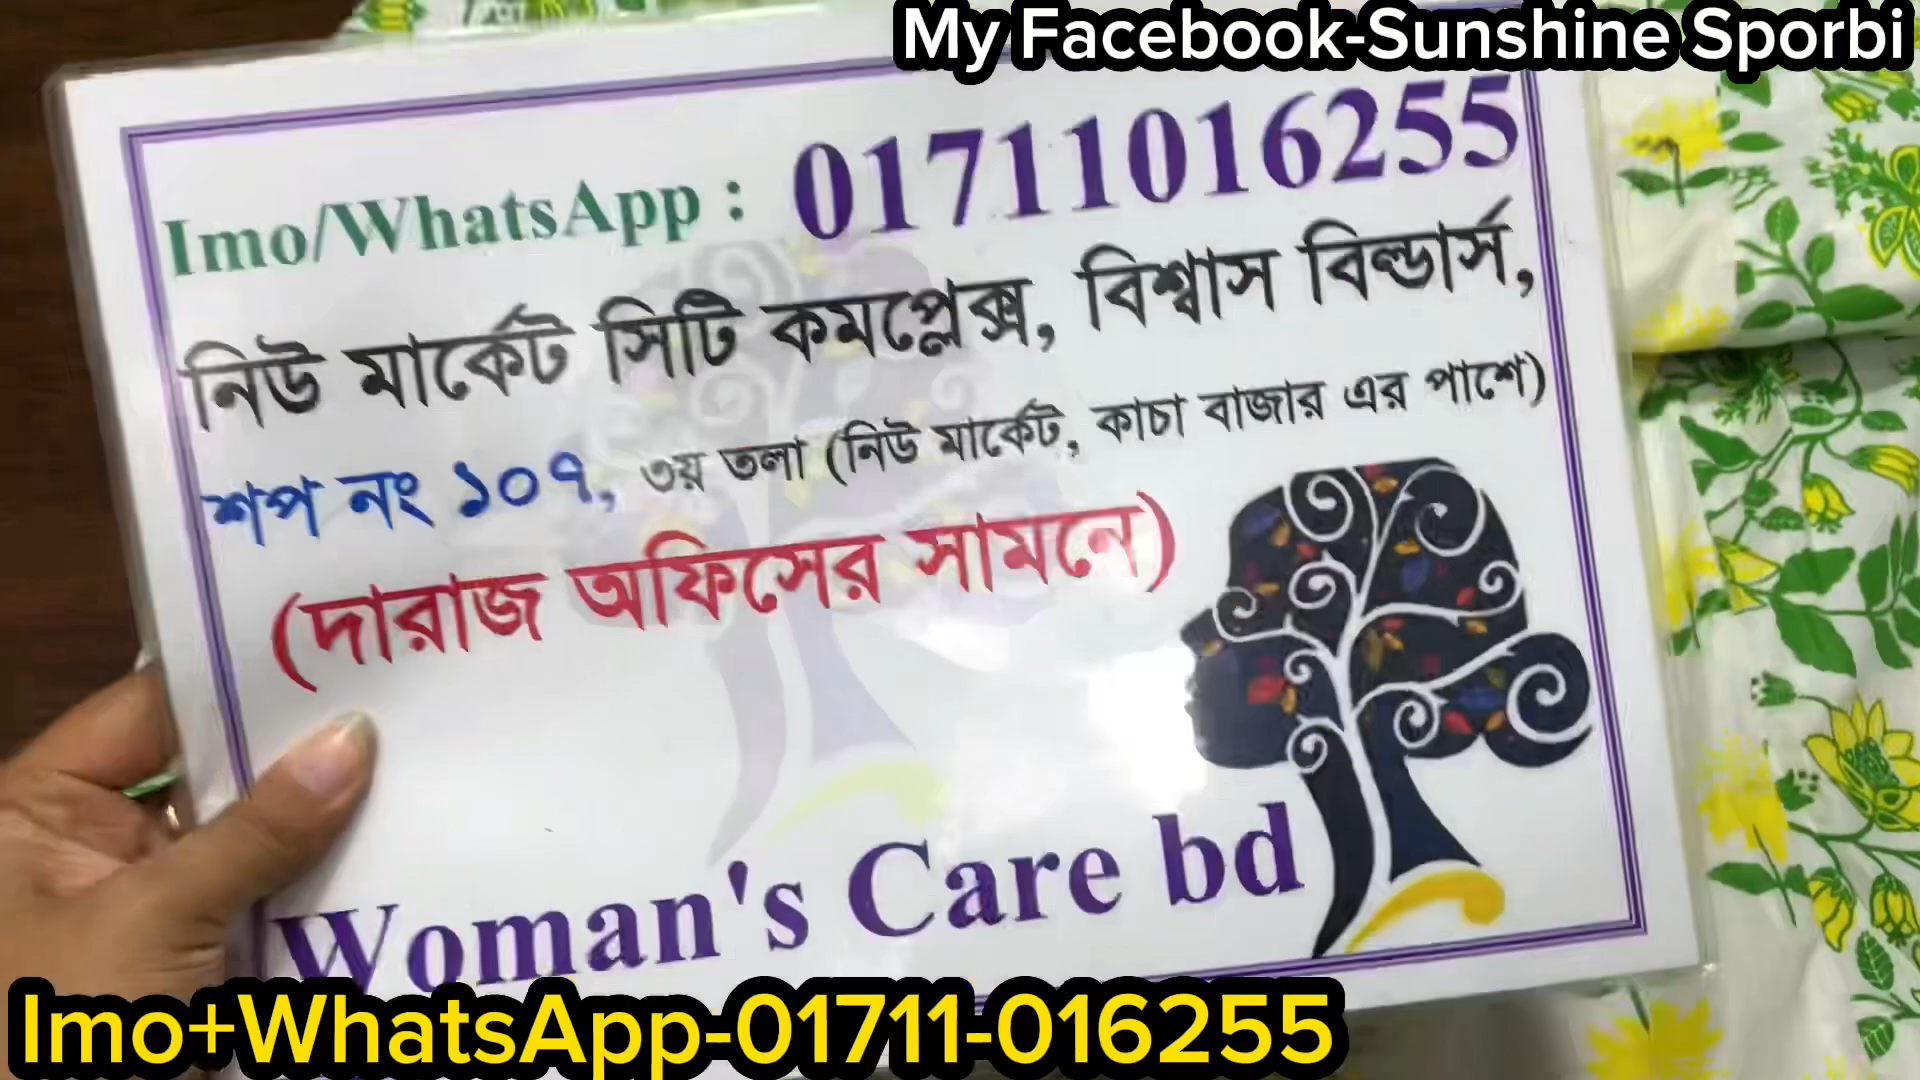 My Facebook-Sunshine Sporbi
Imo/WhatsApp : 01711016255
নিউ মার্কেট সিটি কমপ্লেক্স, বিশ্বাস বিল্ডার্স,
শপ নং ১০৭, ৩য় তলা (নিউ মার্কেট, কাচা বাজার এর পাশে)
(দারাজ অফিসের সামনে)
Woman's Care bd
Imo+WhatsApp-01711-016255